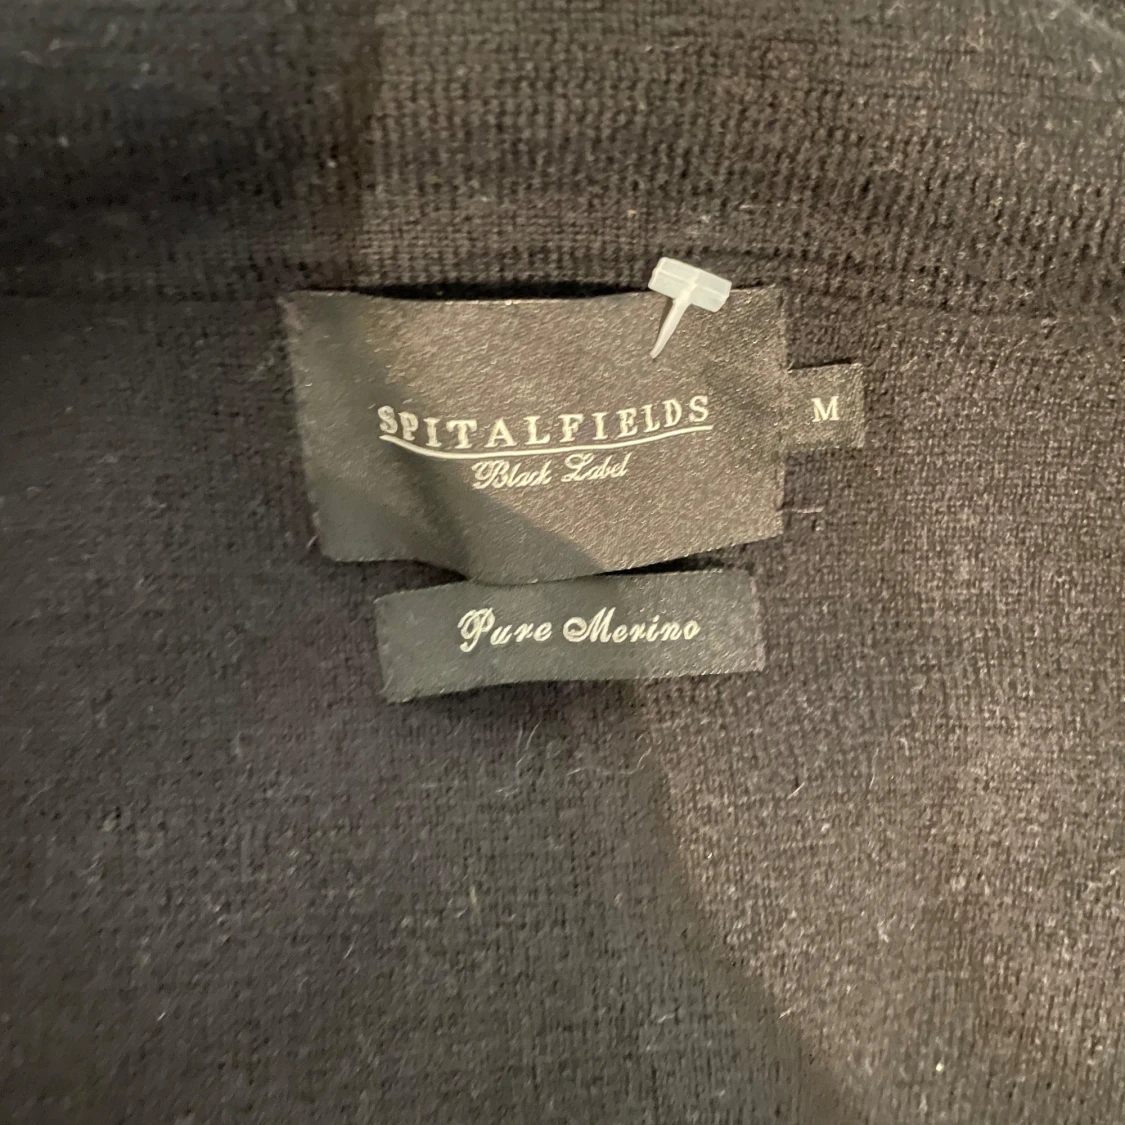 SPITALFIELDS
Black Label
M
Pure Merino